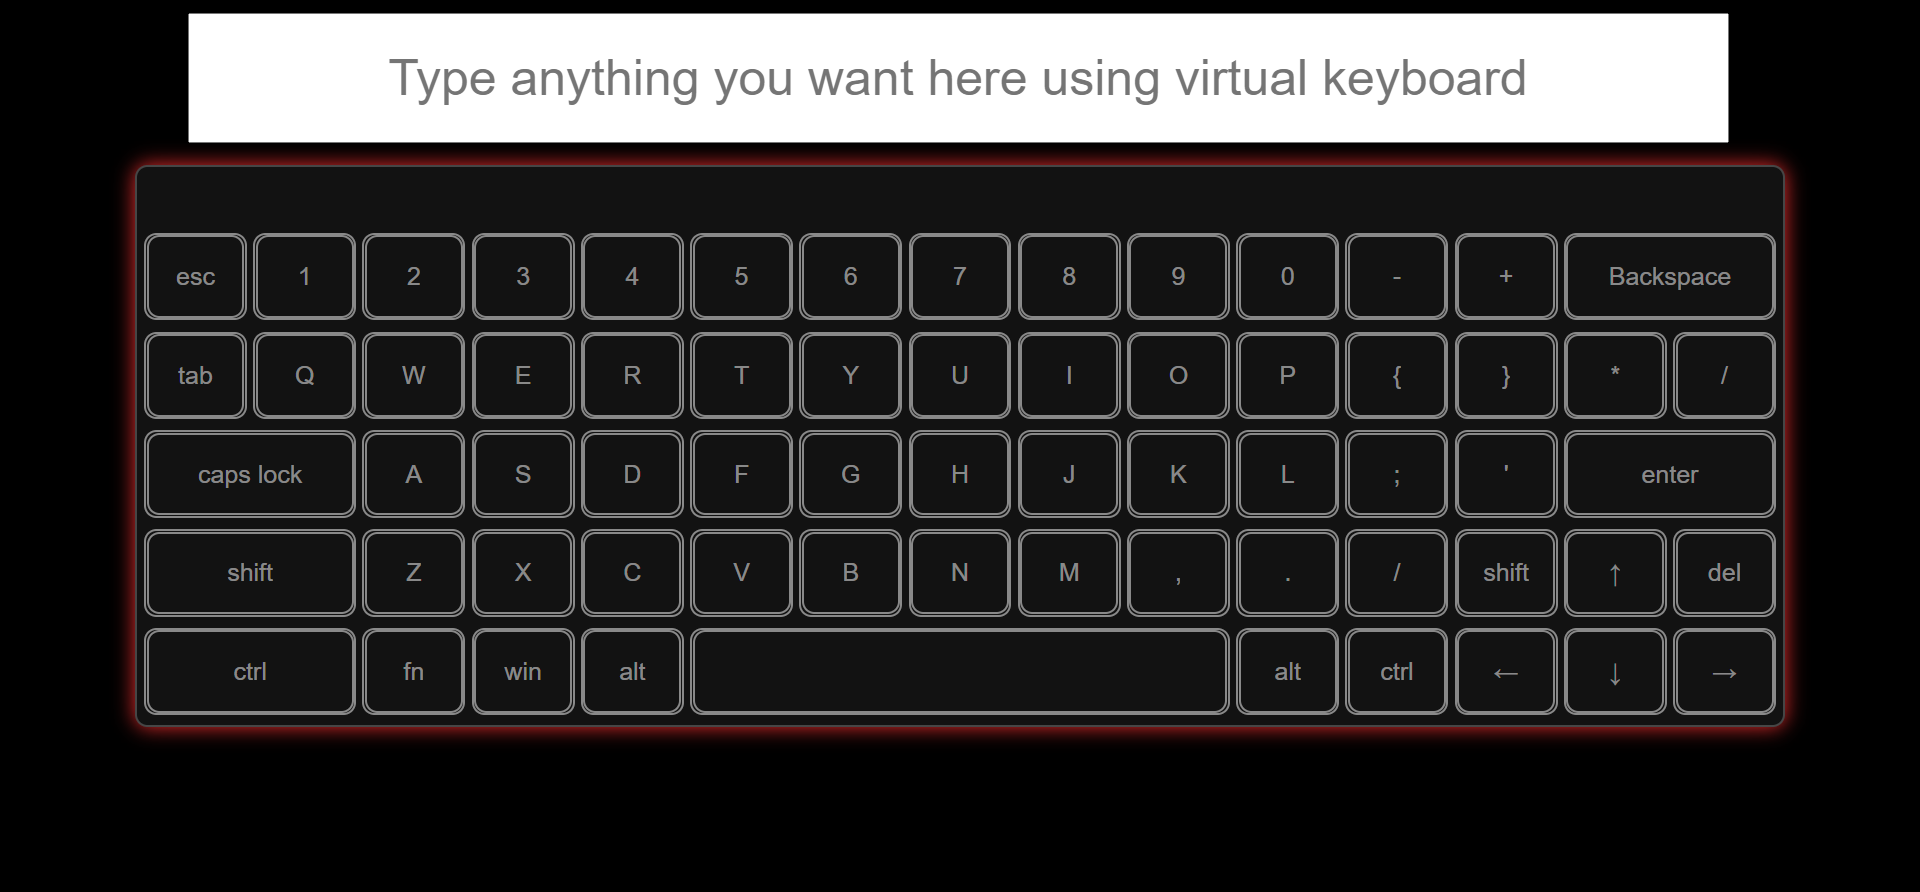 Type anything you want here using virtual keyboard
esc 1 2 3 4 5 6 7 8 9 0 - + Backspace
tab Q W E R T Y U I O P { } * /
caps lock A S D F G H J K L ; ' enter
shift Z X C V B N M , . / shift ↑ del
ctrl fn win alt alt ctrl ← ↓ →